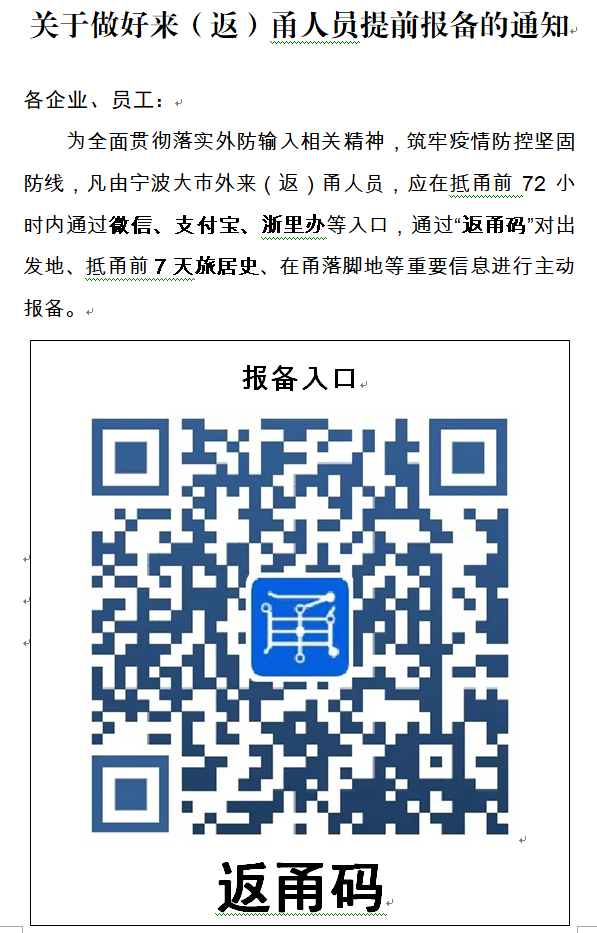 关于做好来（返）甬人员提前报备的通知
各企业、员工：
为全面贯彻落实外防输入相关精神，筑牢疫情防控坚固
防线，凡由宁波大市外来（返）甬人员，应在抵甬前 72 小
时内通过微信、支付宝、浙里办等入口，通过“返甬码”对出
发地、抵甬前 7 天旅居史、在甬落脚地等重要信息进行主动
报备。
报备入口
甬
返甬码